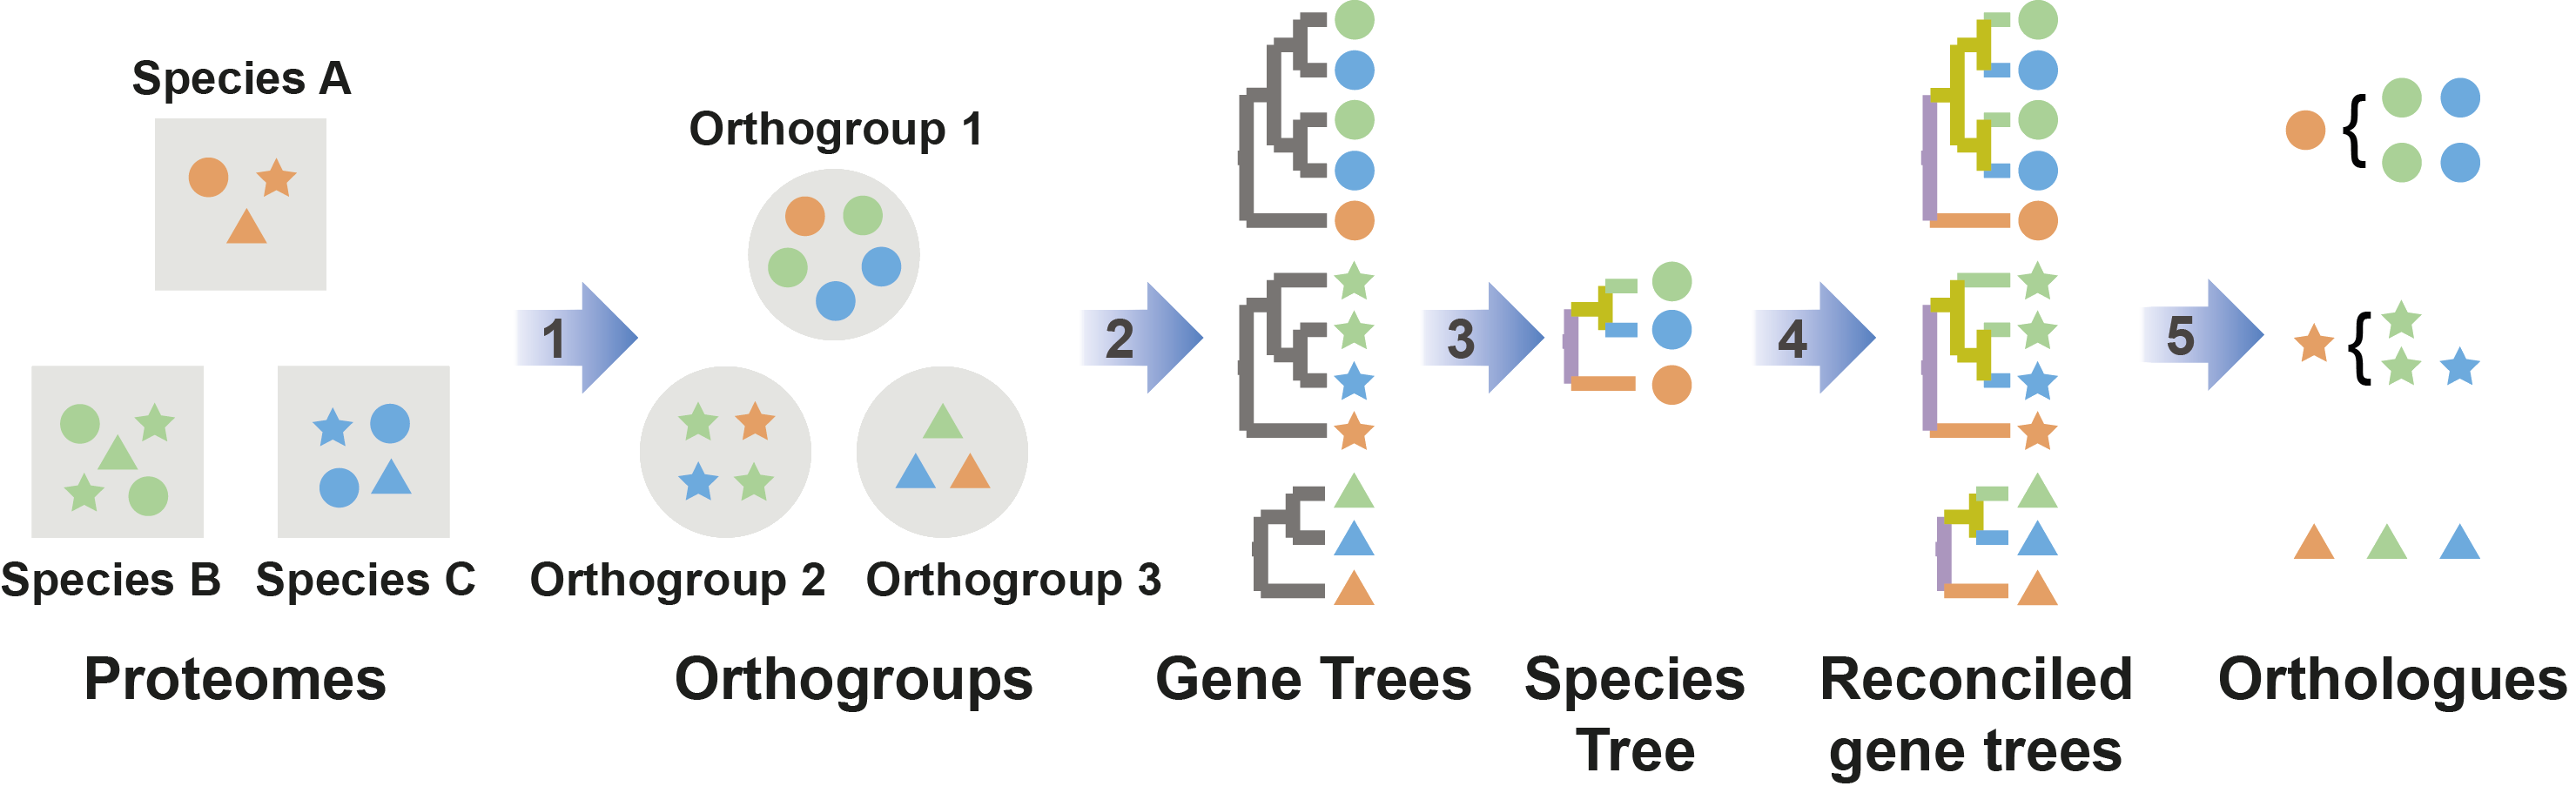 Species A
Species B
Species C
Proteomes
1
Orthogroup 1
Orthogroup 2
Orthogroup 3
Orthogroups
2
Gene Trees
3
Species
Tree
4
Reconciled
gene trees
5
{
{
Orthologues